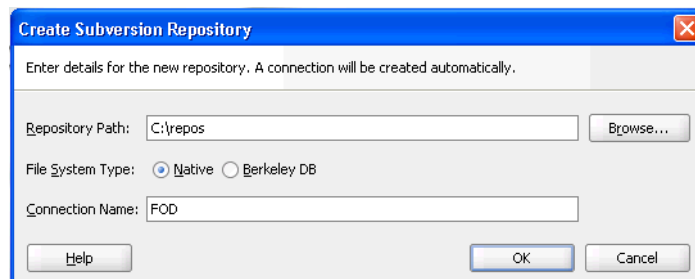 Create Subversion Repository
Enter details for the new repository. A connection will be created automatically.
Repository Path: C:\repos Browse...
File System Type: Native Berkeley DB
Connection Name: FOD
Help OK Cancel